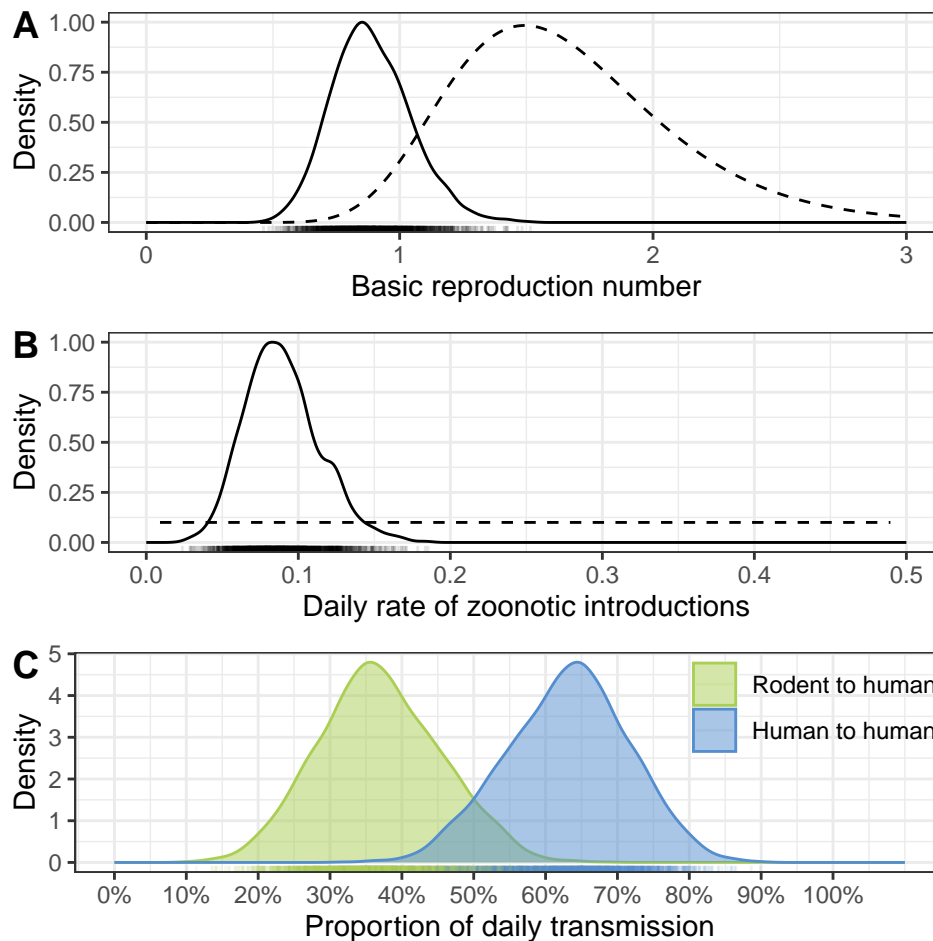 A
Density
1.00
0.75
0.50
0.25
0.00
0 1 2 3
Basic reproduction number
B
Density
1.00
0.75
0.50
0.25
0.00
0.0 0.1 0.2 0.3 0.4 0.5
Daily rate of zoonotic introductions
C
Density
5
4
3
2
1
0
Rodent to human
Human to human
0% 10% 20% 30% 40% 50% 60% 70% 80% 90% 100%
Proportion of daily transmission